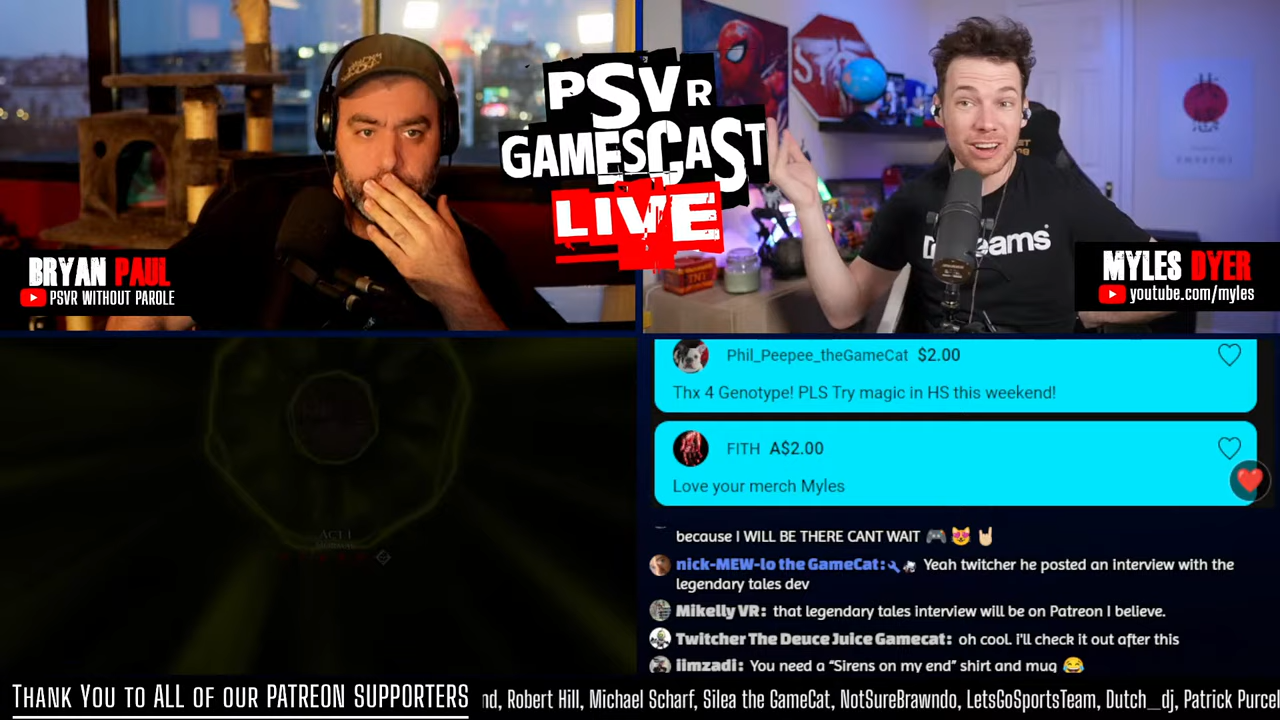 PSVR
GAMESCAST
LIVE
BRYAN PAUL
PSVR WITHOUT PAROLE
MYLES DYER
youtube.com/myles
Phil_Peepee_theGameCat $2.00
Thx 4 Genotype! PLS Try magic in HS this weekend!
FITH A$2.00
Love your merch Myles
because I WILL BE THERE CANT WAIT 🎮 😻 🤘🏻
nick-MEW-lo the GameCat: Yeah twitcher he posted an interview with the
legendary tales dev
Mikelly VR: that legendary tales interview will be on Patreon I believe.
Twitcher The Deuce Juice Gamecat: oh cool. i'll check it out after this
iimzadi: You need a “Sirens on my end” shirt and mug 😂
ACT I
THANK YOU TO ALL OF OUR PATREON SUPPORTERS
nd, Robert Hill, Michael Scharf, Silea the GameCat, NotSureBrawndo, LetsGoSportsTeam, Dutch_dj, Patrick Purce